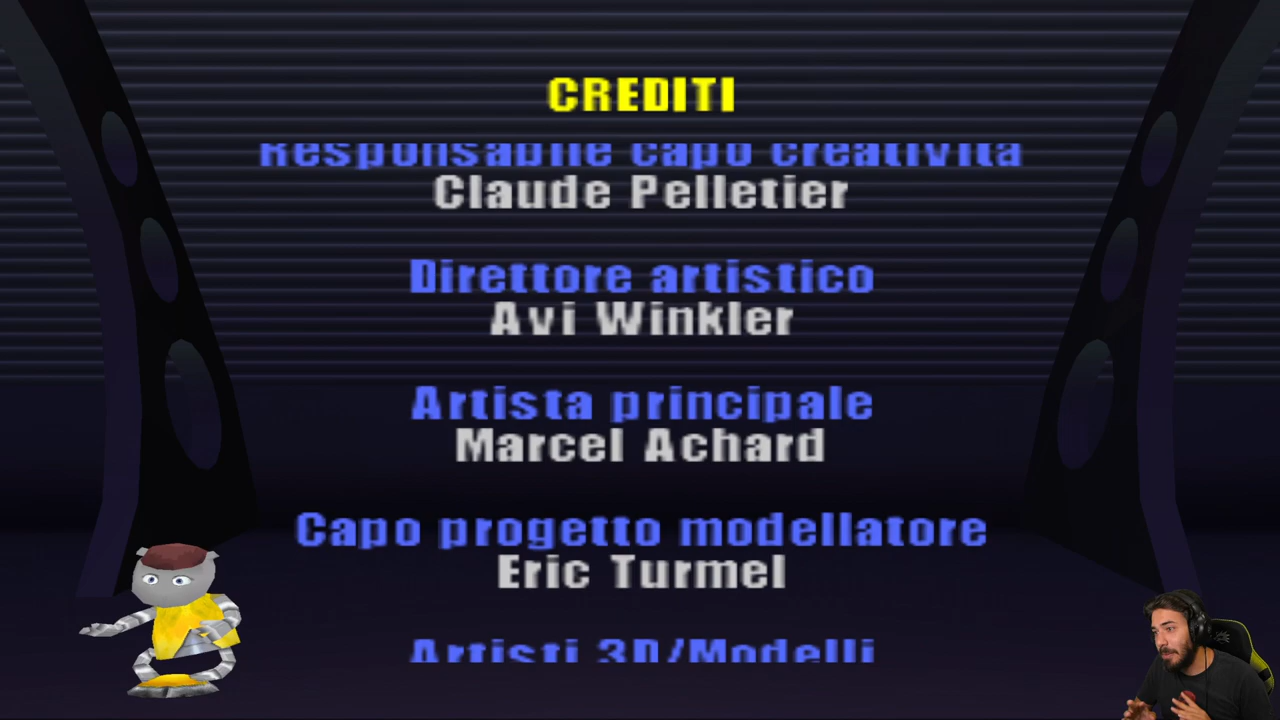 CREDITI
Responsabile capo creatività
Claude Pelletier
Direttore artistico
Avi Winkler
Artista principale
Marcel Achard
Capo progetto modellatore
Eric Turmel
Artisti 3D/Modelli